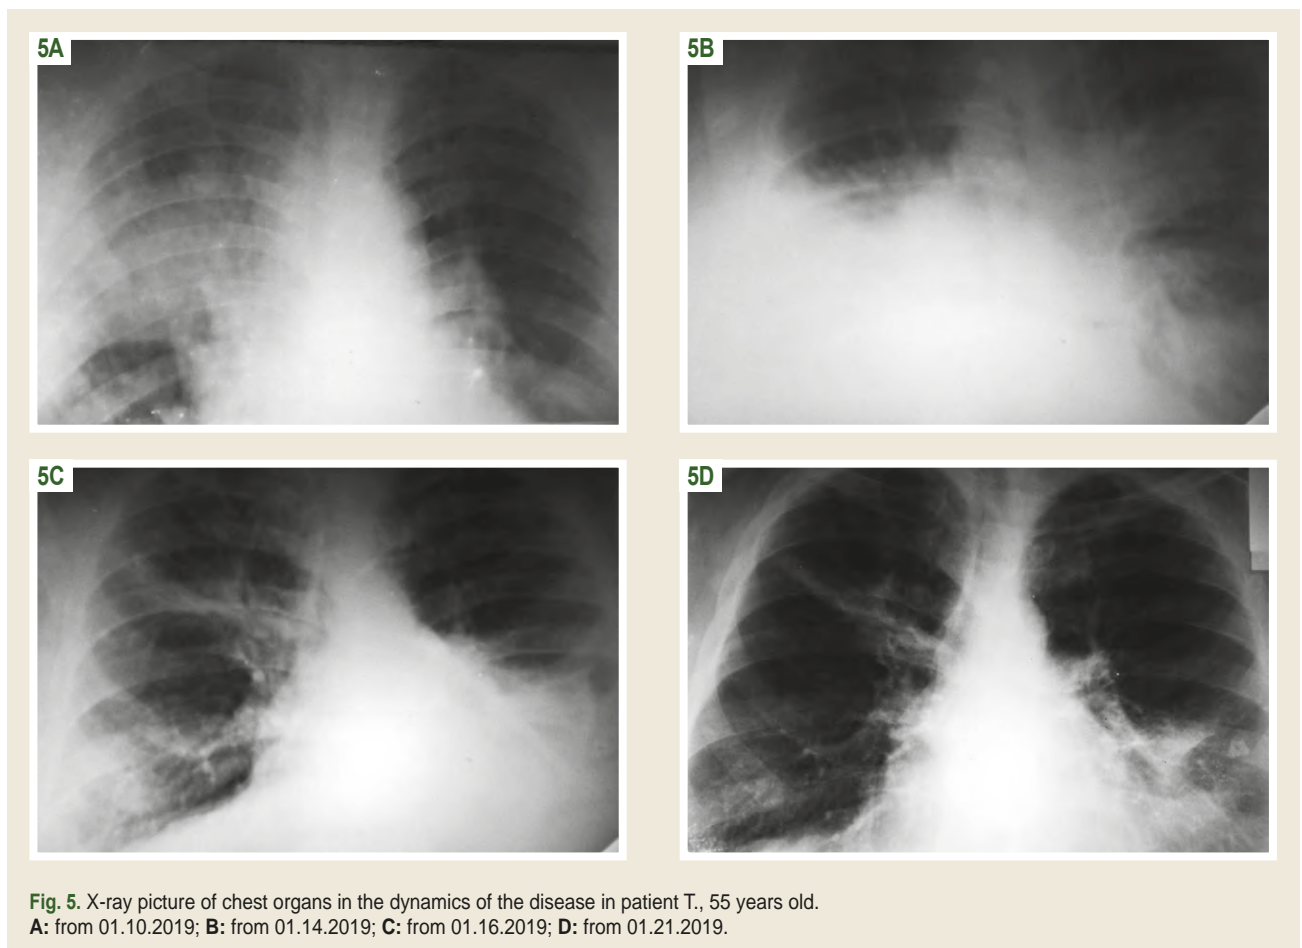 5A
5B
5C
5D
Fig. 5. X-ray picture of chest organs in the dynamics of the disease in patient T., 55 years old.
A: from 01.10.2019; B: from 01.14.2019; C: from 01.16.2019; D: from 01.21.2019.